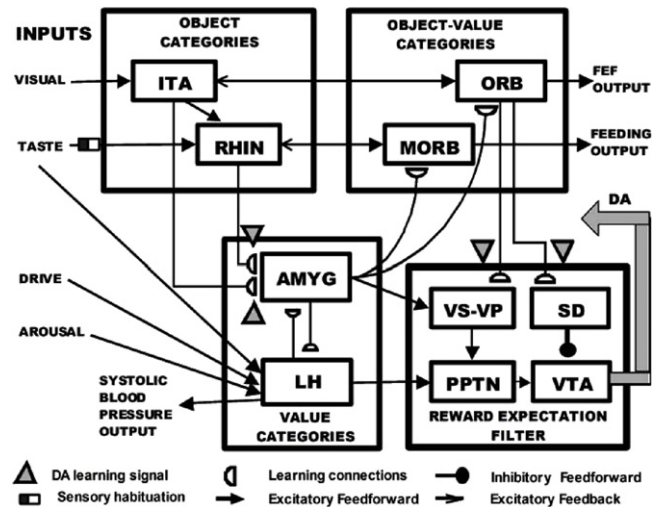 INPUTS
OBJECT
CATEGORIES
OBJECT-VALUE
CATEGORIES
VISUAL
ITA
ORB
FEF
OUTPUT
TASTE
RHIN
MORB
FEEDING
OUTPUT
DA
DRIVE
AMYG
VS-VP
SD
AROUSAL
LH
PPTN
VTA
SYSTOLIC
BLOOD
PRESSURE
OUTPUT
VALUE
CATEGORIES
REWARD EXPECTATION
FILTER
DA learning signal
Learning connections
Inhibitory Feedforward
Sensory habituation
Excitatory Feedforward
Excitatory Feedback